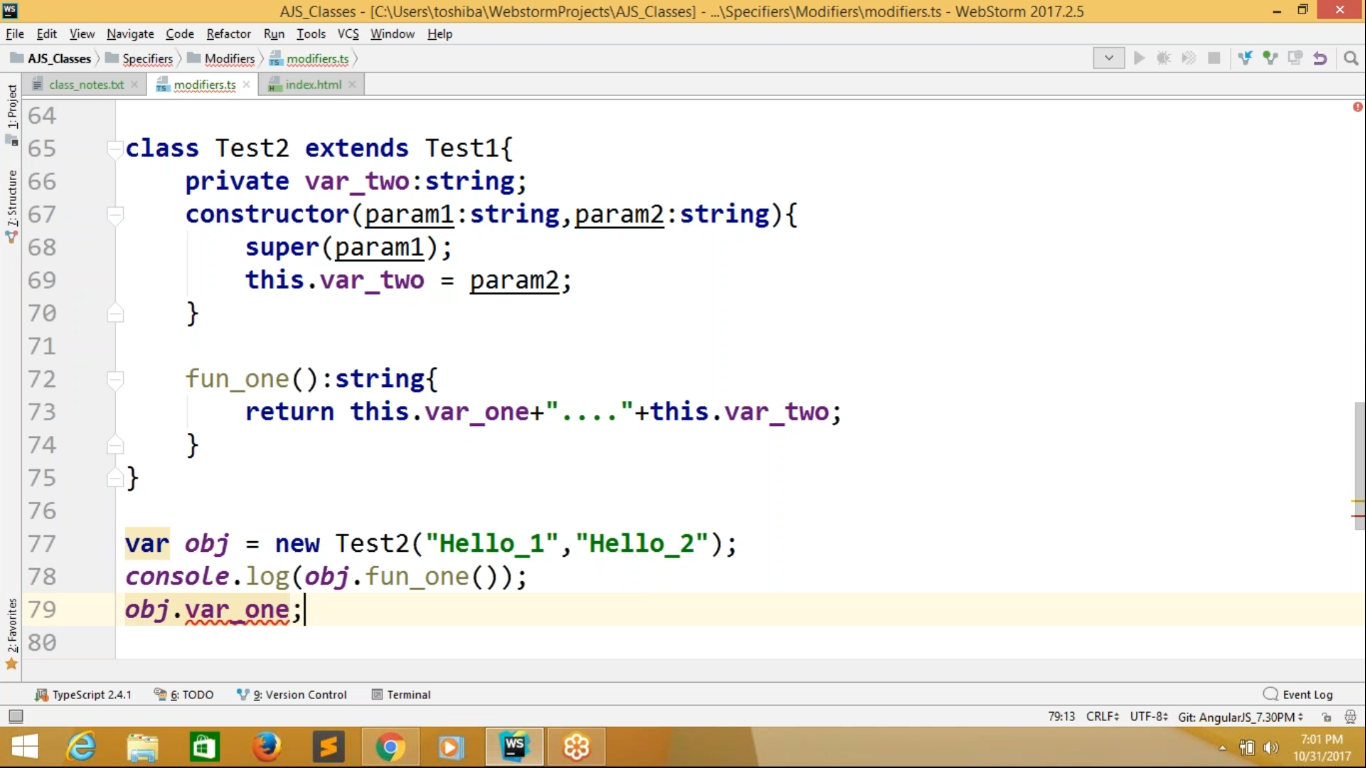 WS
AJS_Classes - [C:\Users\toshiba\WebstormProjects\AJS_Classes] - ...\Specifiers\Modifiers\modifiers.ts - WebStorm 2017.2.5
File Edit View Navigate Code Refactor Run Tools VCS Window Help
AJS_Classes Specifiers Modifiers modifiers.ts
class_notes.txt modifiers.ts index.html
1: Project
7: Structure
2: Favorites
64
65 class Test2 extends Test1{
66 private var_two:string;
67 constructor(param1:string,param2:string){
68 super(param1);
69 this.var_two = param2;
70 }
71
72 fun_one():string{
73 return this.var_one+"...."+this.var_two;
74 }
75 }
76
77 var obj = new Test2("Hello_1","Hello_2");
78 console.log(obj.fun_one());
79 obj.var_one;
80
TypeScript 2.4.1 6: TODO 9: Version Control Terminal Event Log
79:13 CRLF÷ UTF-8÷ Git: AngularJS_7.30PM÷
WS
7:01 PM
10/31/2017